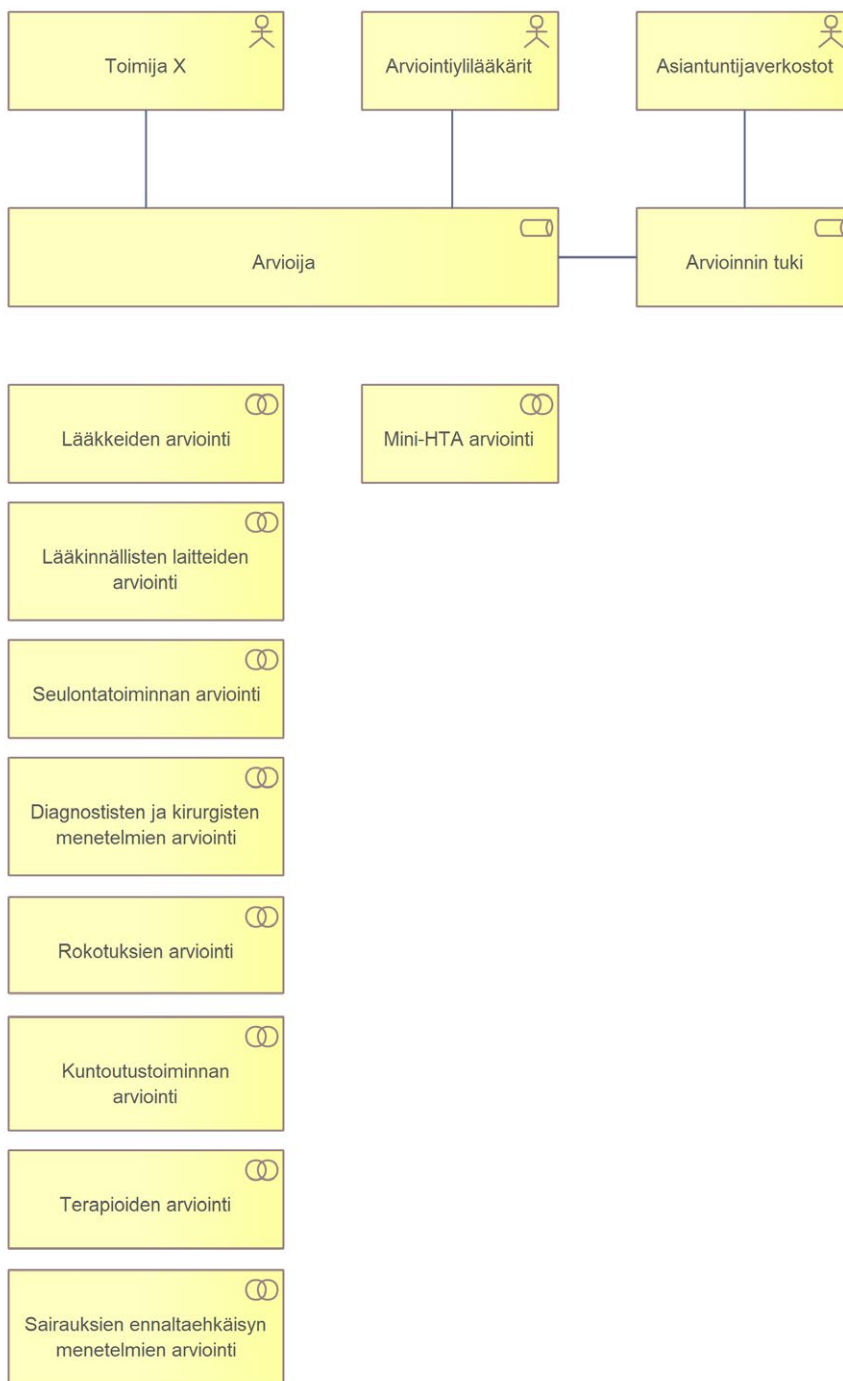 Toimija X
Arviointiylilääkärit
Asiantuntijaverkostot
Arvioija
Arvioinnin tuki
Lääkkeiden arviointi
Mini-HTA arviointi
Lääkinnällisten laitteiden
arviointi
Seulontatoiminnan arviointi
Diagnostisten ja kirurgisten
menetelmien arviointi
Rokotuksien arviointi
Kuntoutustoiminnan
arviointi
Terapioiden arviointi
Sairauksien ennaltaehkäisyn
menetelmien arviointi